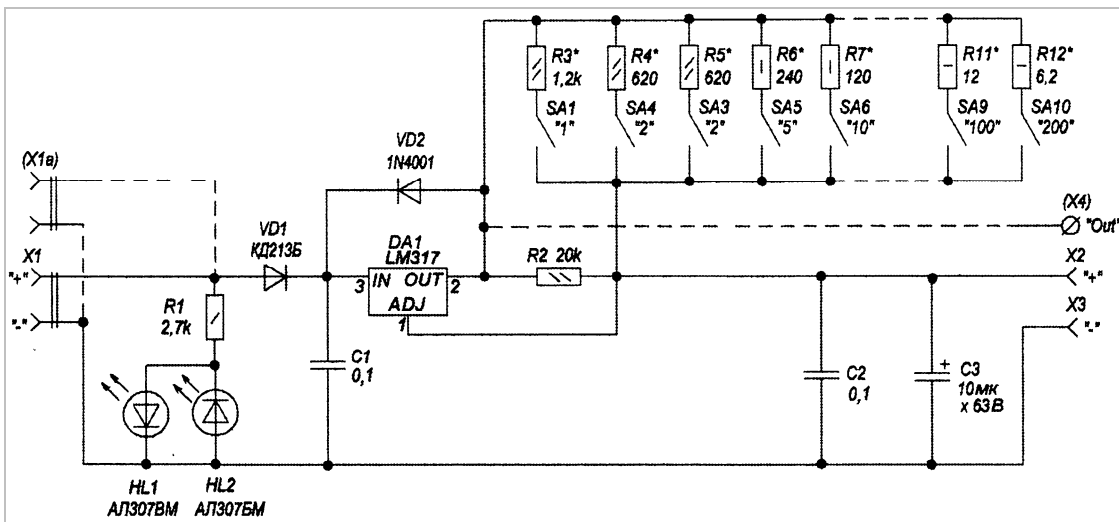 R3*
1,2k
R4*
620
R5*
620
R6*
240
R7*
120
R11*
12
R12*
6,2
SA1
"1"
SA4
"2"
SA3
"2"
SA5
"5"
SA6
"10"
SA9
"100"
SA10
"200"
(X1a)
VD2
1N4001
(X4)
"Out"
VD1
КД213Б
DA1
LM317
R2 20k
X1
"+"
"-"
3
IN OUT
2
ADJ
1
X2
"+"
X3
"-"
R1
2,7k
C1
0,1
C2
0,1
+
C3
10мк
x 63В
HL1
АЛ307ВМ
HL2
АЛ307БМ